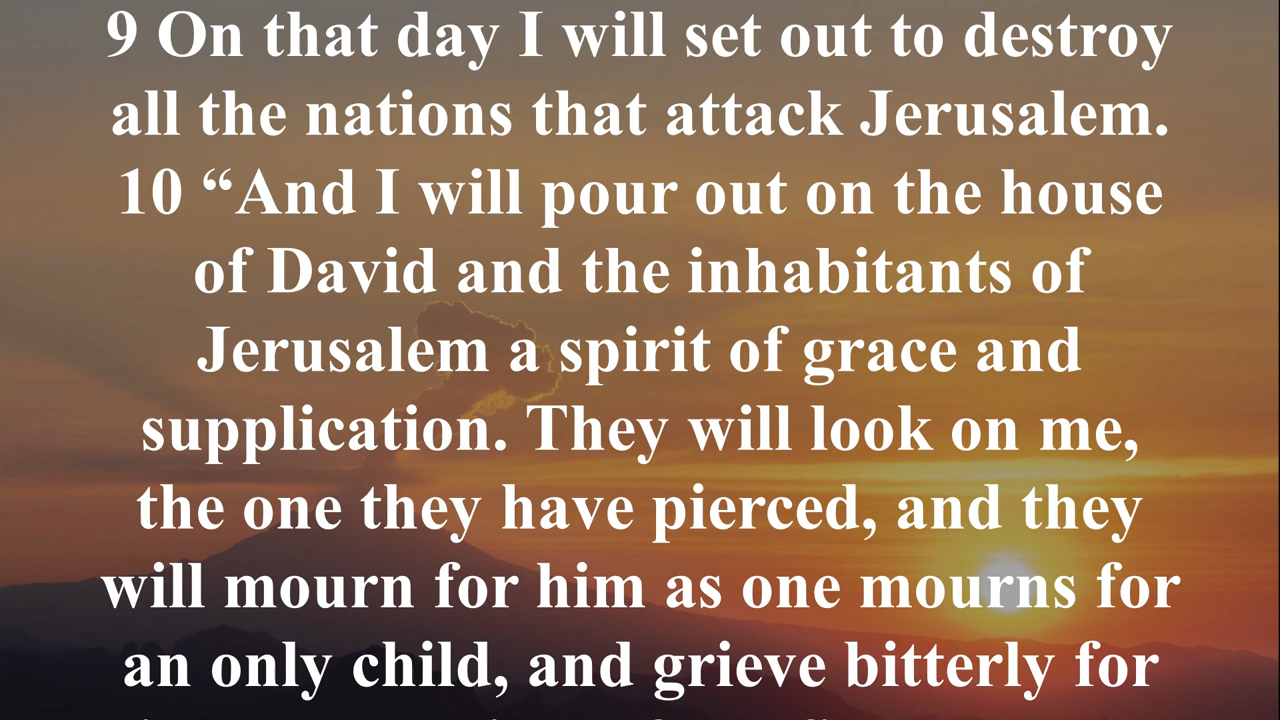 9 On that day I will set out to destroy
all the nations that attack Jerusalem.
10 “And I will pour out on the house
of David and the inhabitants of
Jerusalem a spirit of grace and
supplication. They will look on me,
the one they have pierced, and they
will mourn for him as one mourns for
an only child, and grieve bitterly for